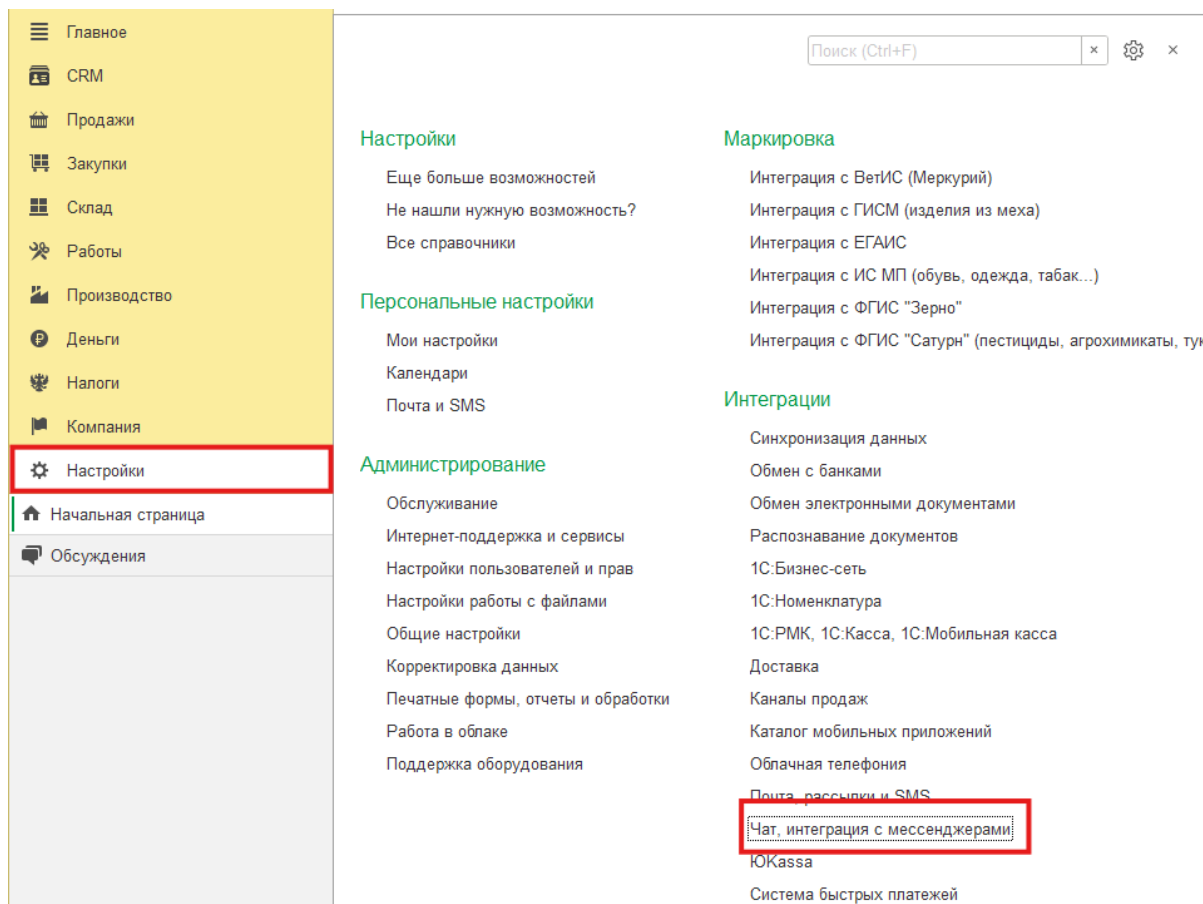 Главное
CRM
Продажи
Закупки
Склад
Работы
Производство
Деньги
Налоги
Компания
Настройки
Начальная страница
Обсуждения
Поиск (Ctrl+F)
Настройки
Еще больше возможностей
Не нашли нужную возможность?
Все справочники
Персональные настройки
Мои настройки
Календари
Почта и SMS
Администрирование
Обслуживание
Интернет-поддержка и сервисы
Настройки пользователей и прав
Настройки работы с файлами
Общие настройки
Корректировка данных
Печатные формы, отчеты и обработки
Работа в облаке
Поддержка оборудования
Маркировка
Интеграция с ВетИС (Меркурий)
Интеграция с ГИСМ (изделия из меха)
Интеграция с ЕГАИС
Интеграция с ИС МП (обувь, одежда, табак...)
Интеграция с ФГИС "Зерно"
Интеграция с ФГИС "Сатурн" (пестициды, агрохимикаты, тук
Интеграции
Синхронизация данных
Обмен с банками
Обмен электронными документами
Распознавание документов
1С:Бизнес-сеть
1С:Номенклатура
1С:РМК, 1С:Касса, 1С:Мобильная касса
Доставка
Каналы продаж
Каталог мобильных приложений
Облачная телефония
Почта, рассылки и SMS
Чат, интеграция с мессенджерами
ЮKassa
Система быстрых платежей